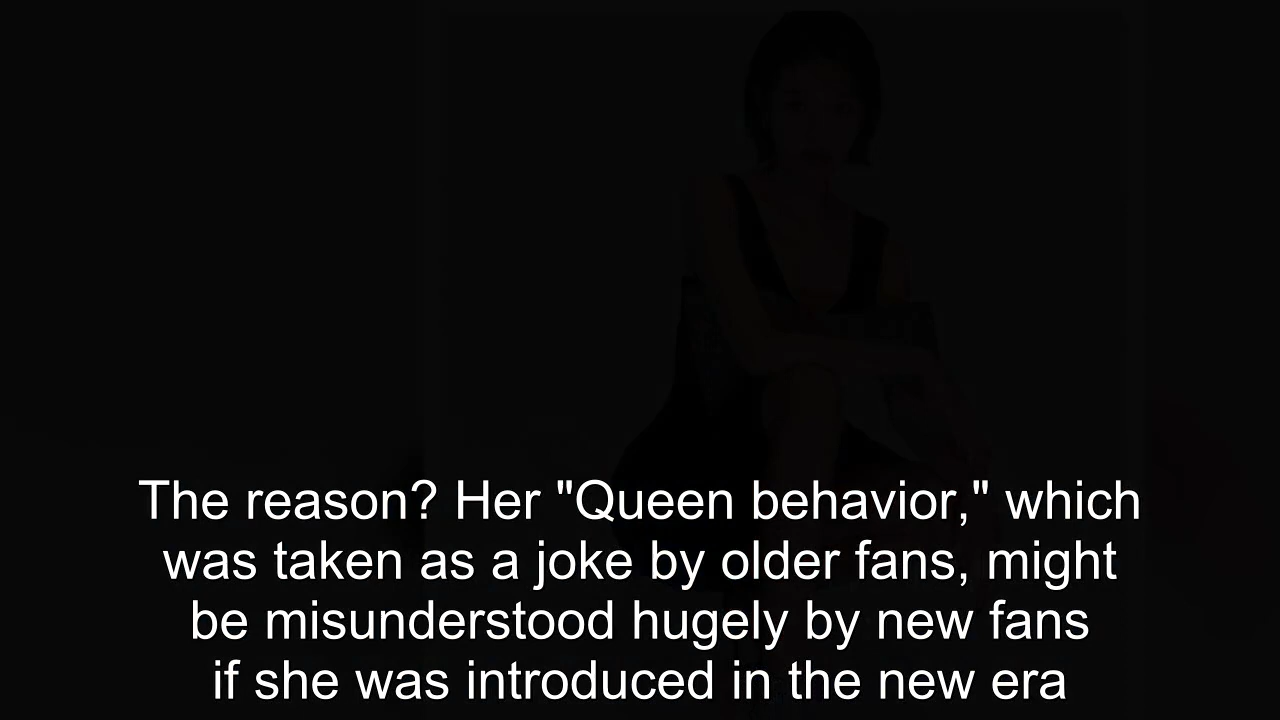 The reason? Her "Queen behavior," which
was taken as a joke by older fans, might
be misunderstood hugely by new fans
if she was introduced in the new era